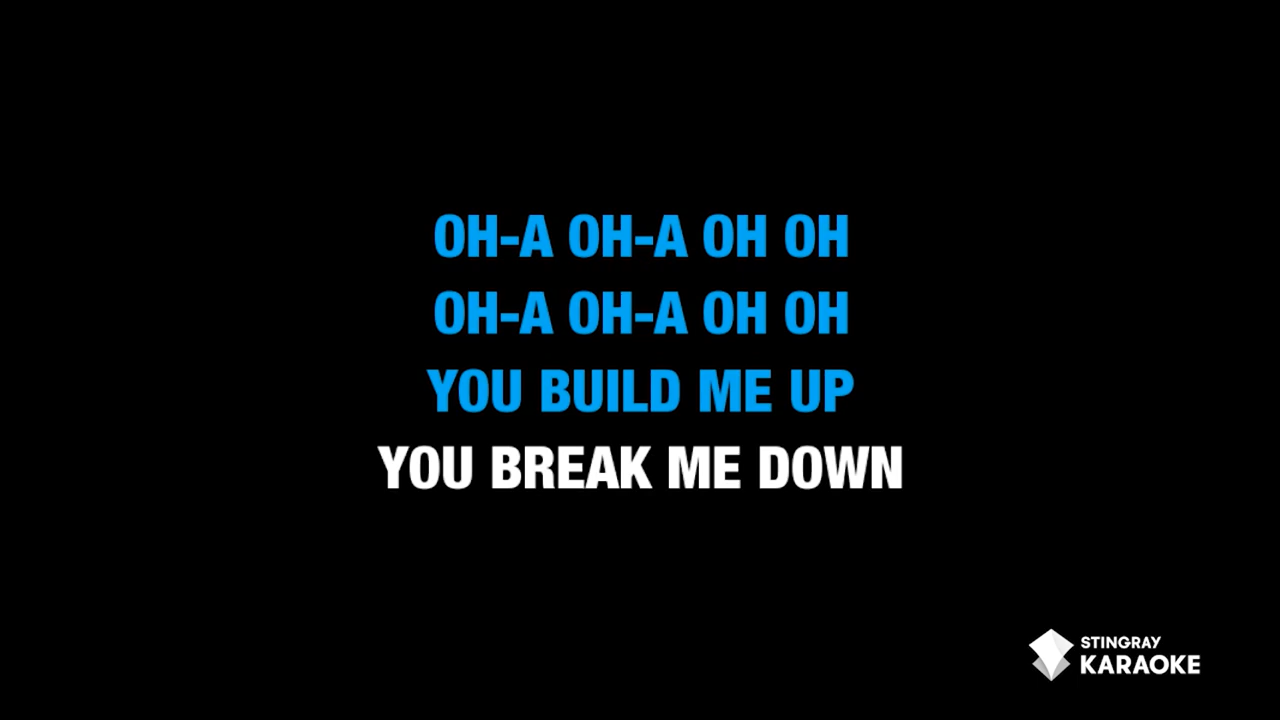 OH-A OH-A OH OH
OH-A OH-A OH OH
YOU BUILD ME UP
YOU BREAK ME DOWN
STINGRAY
KARAOKE